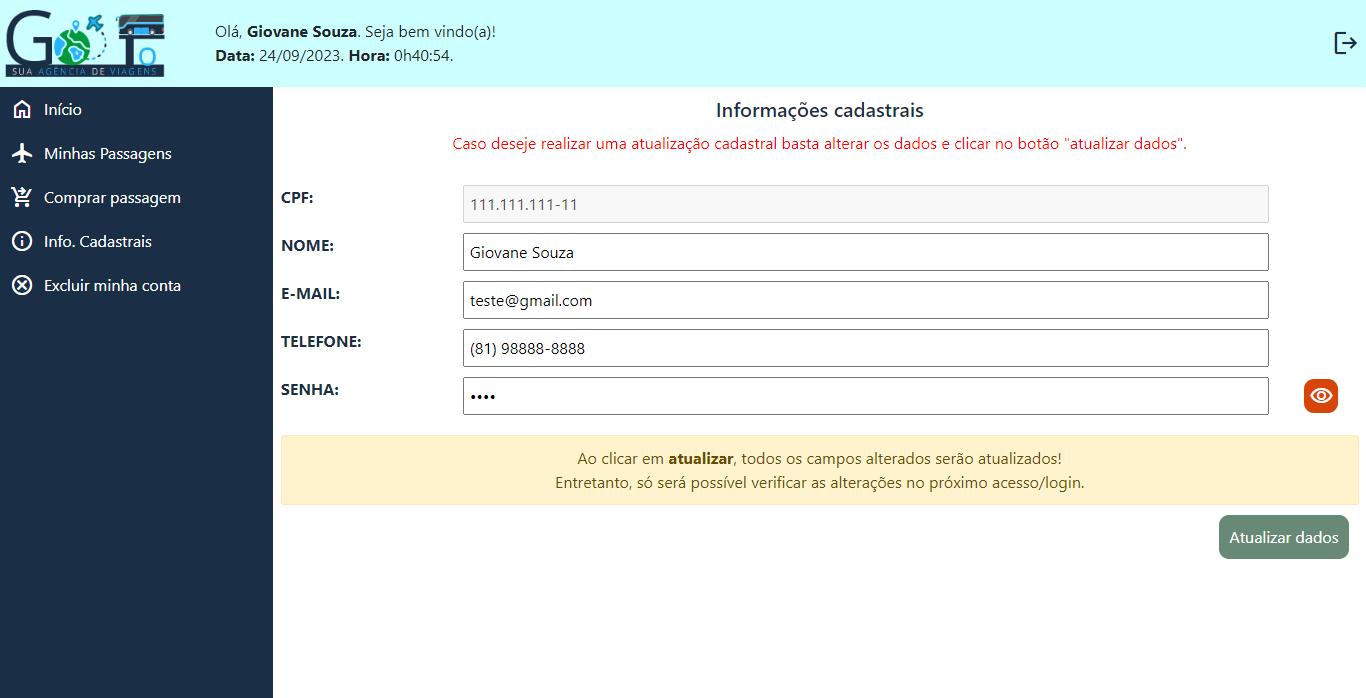 GoTo
SUA AGÊNCIA DE VIAGENS
Olá, Giovane Souza. Seja bem vindo(a)!
Data: 24/09/2023. Hora: 0h40:54.
Início
Minhas Passagens
Comprar passagem
Info. Cadastrais
Excluir minha conta
Informações cadastrais
Caso deseje realizar uma atualização cadastral basta alterar os dados e clicar no botão "atualizar dados".
CPF: 111.111.111-11
NOME: Giovane Souza
E-MAIL: teste@gmail.com
TELEFONE: (81) 98888-8888
SENHA: ••••
Ao clicar em atualizar, todos os campos alterados serão atualizados!
Entretanto, só será possível verificar as alterações no próximo acesso/login.
Atualizar dados